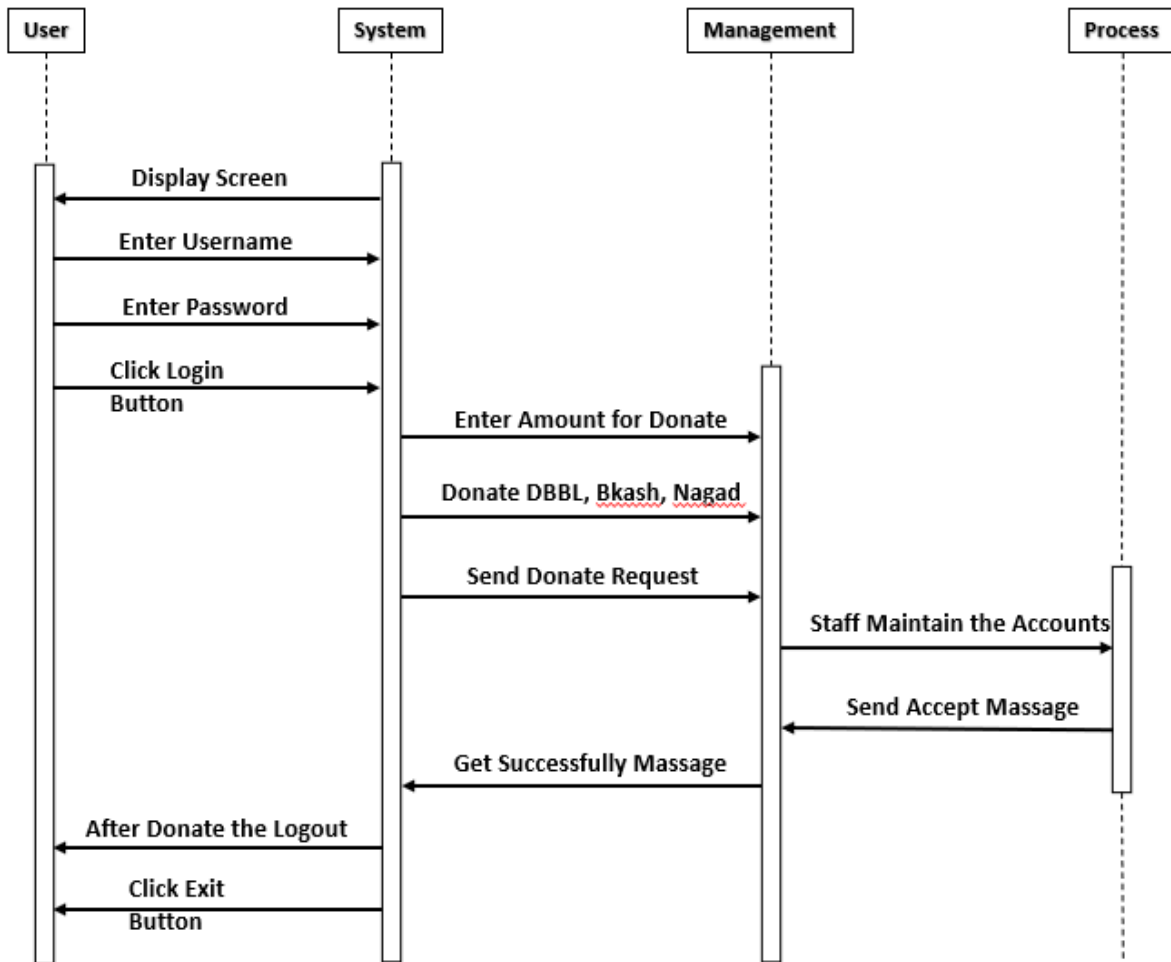 User
System
Management
Process
Display Screen
Enter Username
Enter Password
Click Login
Button
Enter Amount for Donate
Donate DBBL, Bkash, Nagad
Send Donate Request
Staff Maintain the Accounts
Send Accept Massage
Get Successfully Massage
After Donate the Logout
Click Exit
Button